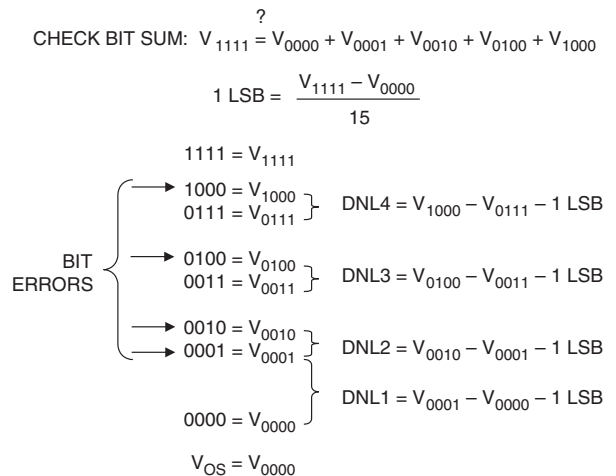 ?
CHECK BIT SUM: V1111 = V0000 + V0001 + V0010 + V0100 + V1000
1 LSB = V1111 – V0000
15
1111 = V1111
1000 = V1000
0111 = V0111
DNL4 = V1000 – V0111 – 1 LSB
BIT
ERRORS
0100 = V0100
0011 = V0011
DNL3 = V0100 – V0011 – 1 LSB
0010 = V0010
0001 = V0001
DNL2 = V0010 – V0001 – 1 LSB
DNL1 = V0001 – V0000 – 1 LSB
0000 = V0000
VOS = V0000